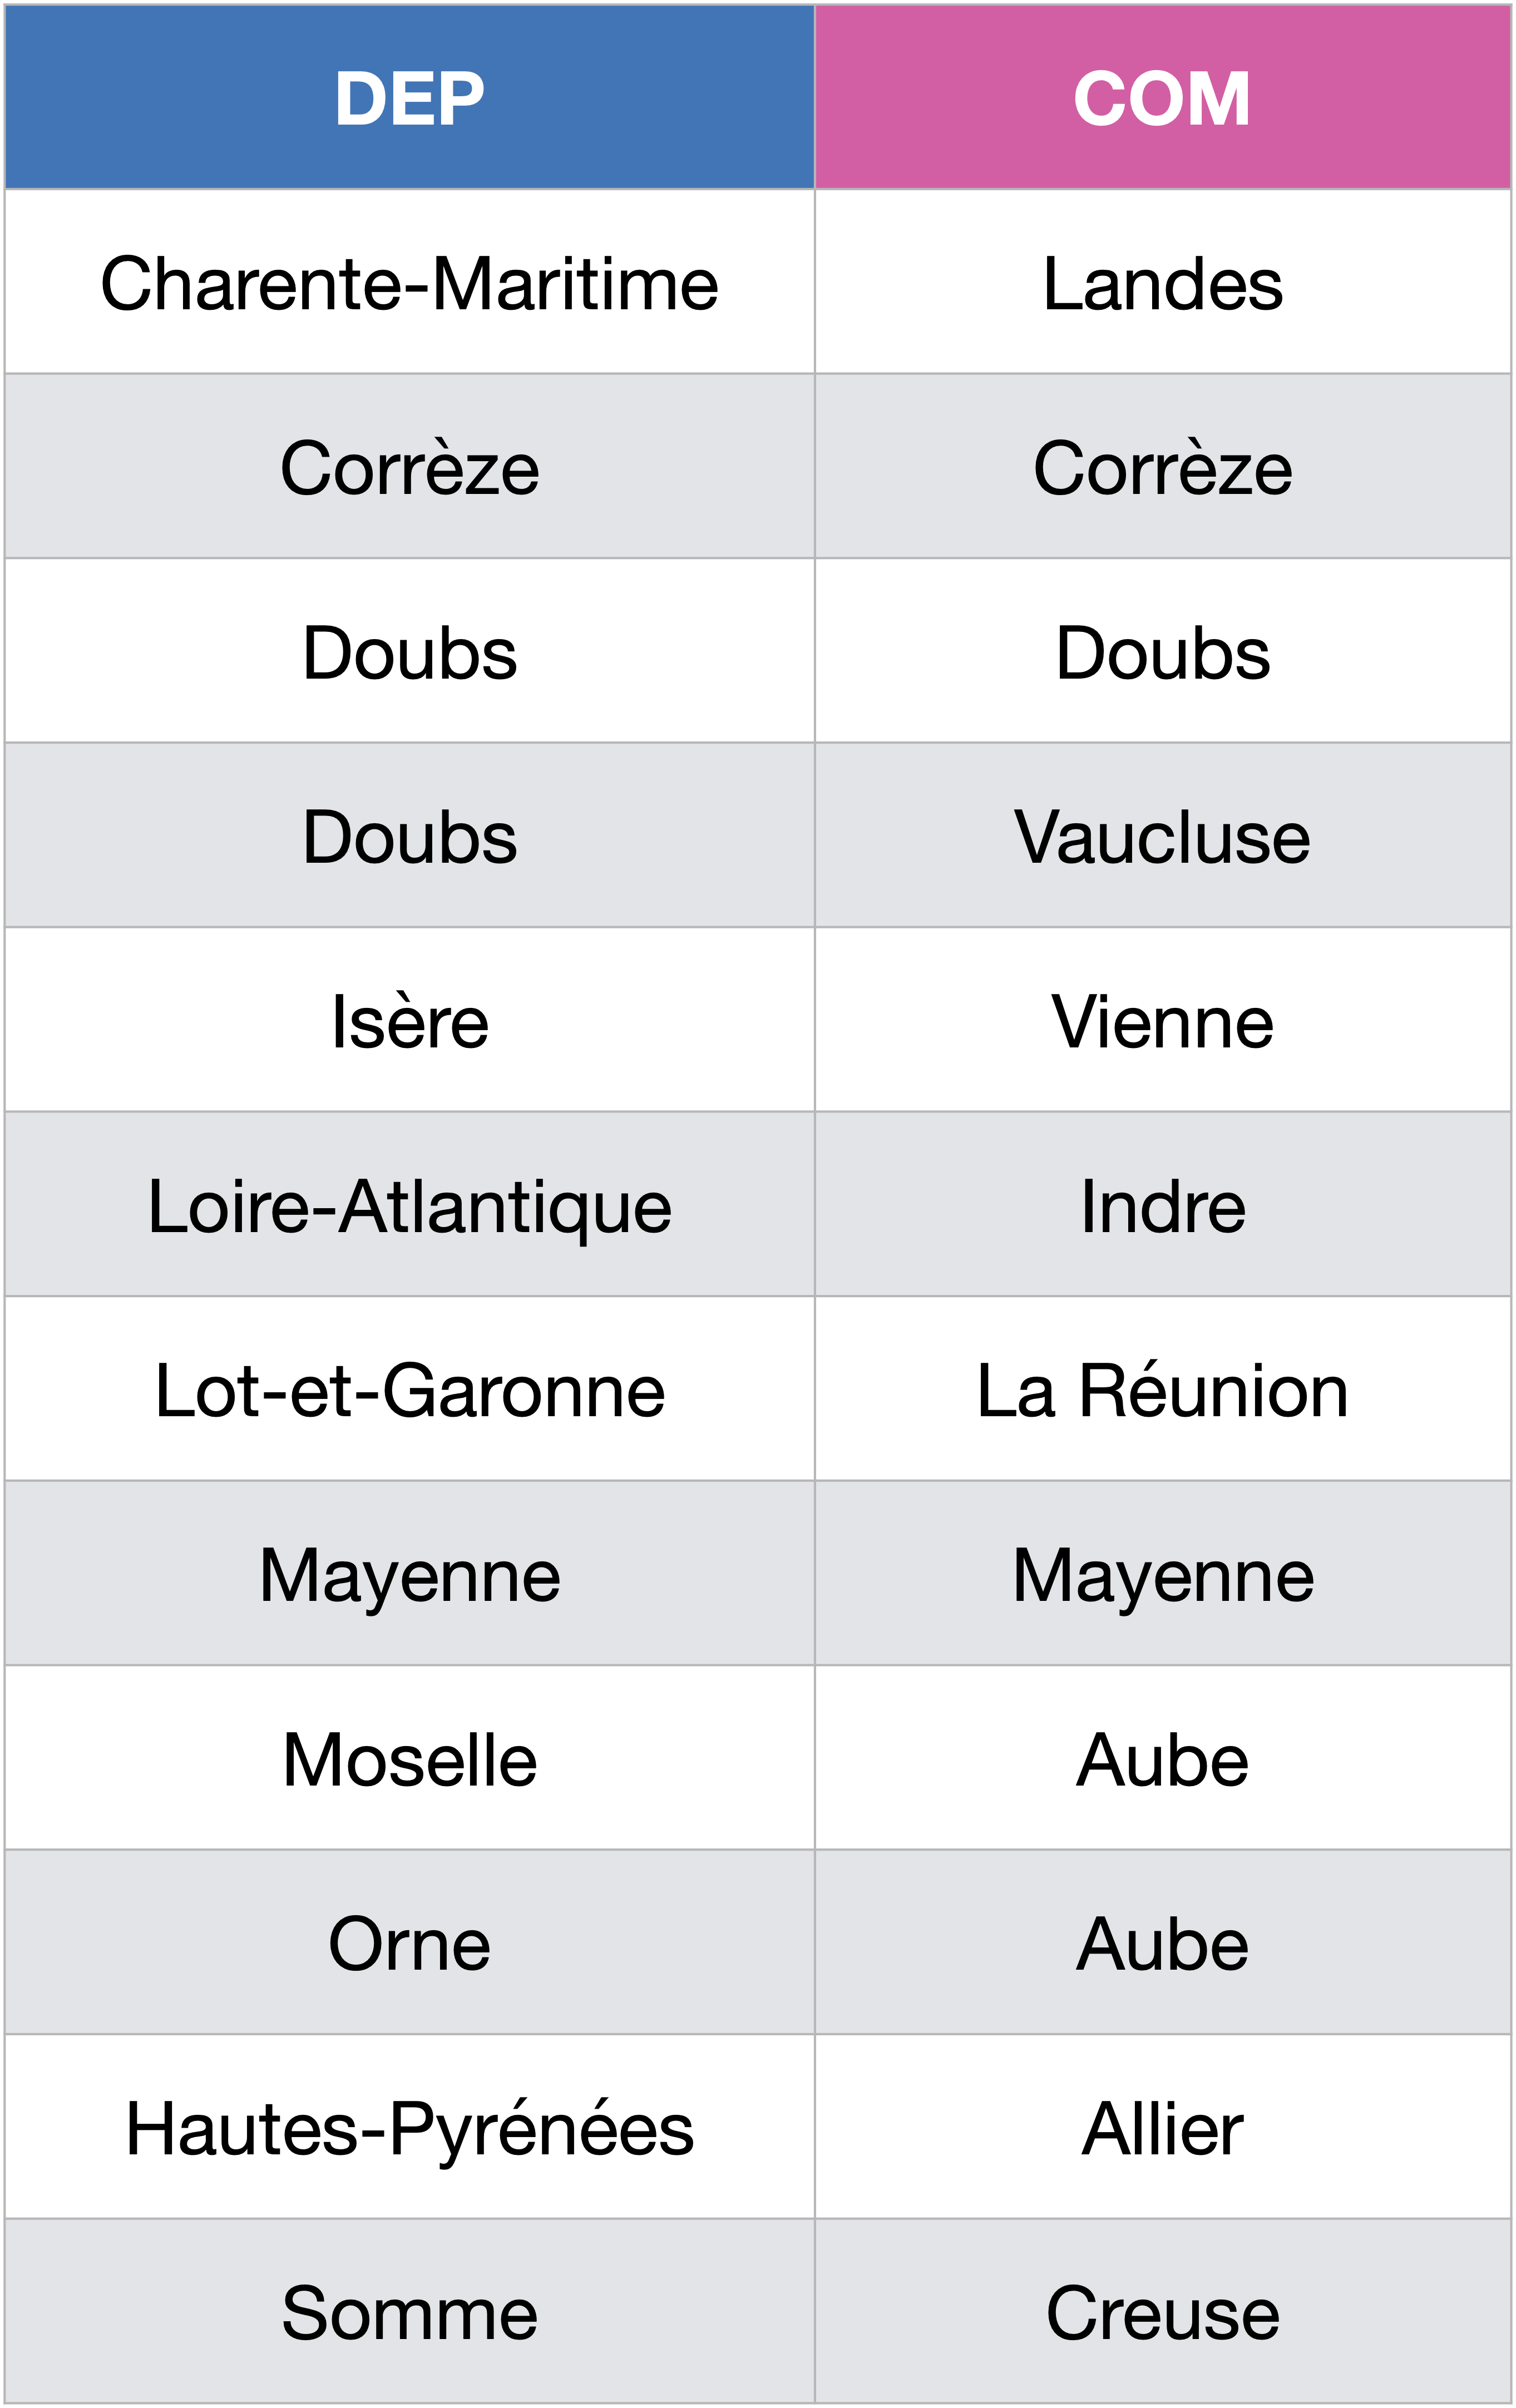 DEP COM
Charente-Maritime Landes
Corrèze Corrèze
Doubs Doubs
Doubs Vaucluse
Isère Vienne
Loire-Atlantique Indre
Lot-et-Garonne La Réunion
Mayenne Mayenne
Moselle Aube
Orne Aube
Hautes-Pyrénées Allier
Somme Creuse